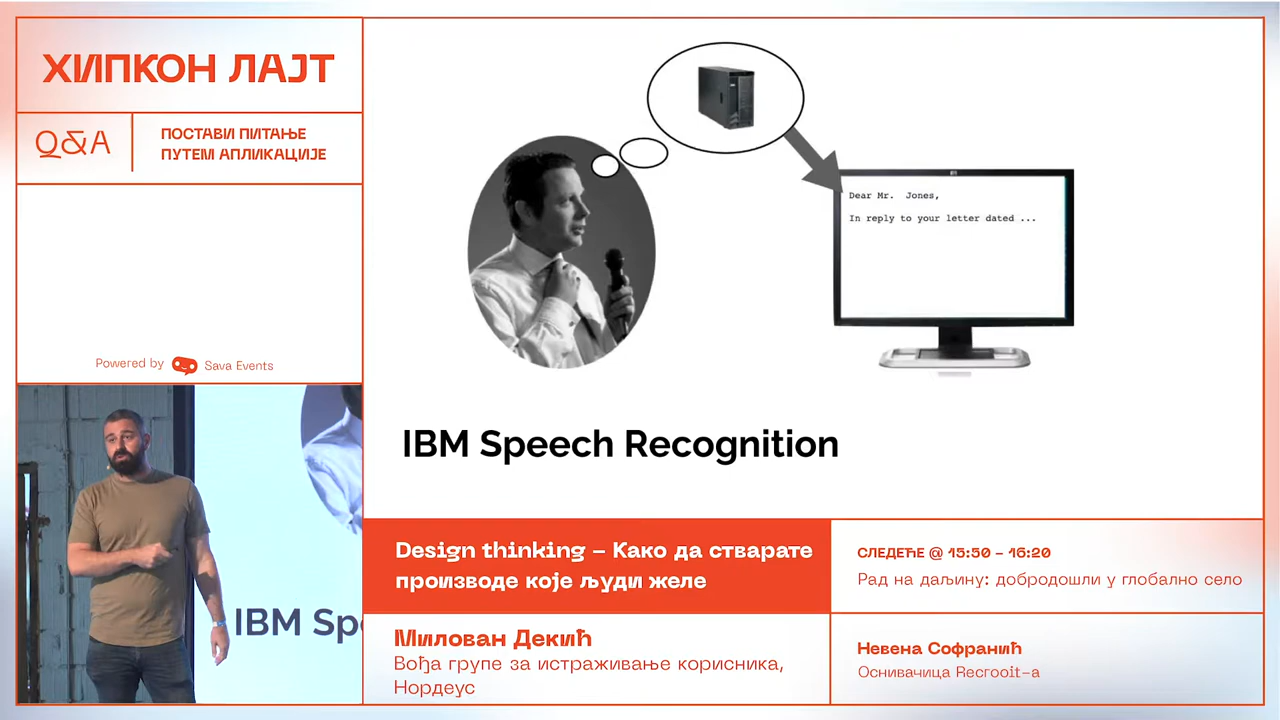 ХИПКОН ЛАЈТ
Q&A
ПОСТАВИ ПИТАЊЕ
ПУТЕМ АПЛИКАЦИЈЕ
Powered by Sava Events
Dear Mr. Jones,
In reply to your letter dated ...
IBM Speech Recognition
IBM Spe
Design thinking – Како да стварате
производе које људи желе
Милован Декић
Вођа групе за истраживање корисника,
Нордеус
СЛЕДЕЋЕ @ 15:50 – 16:20
Рад на даљину: добродошли у глобално село
Невена Софранић
Оснивачица Recrooit-а